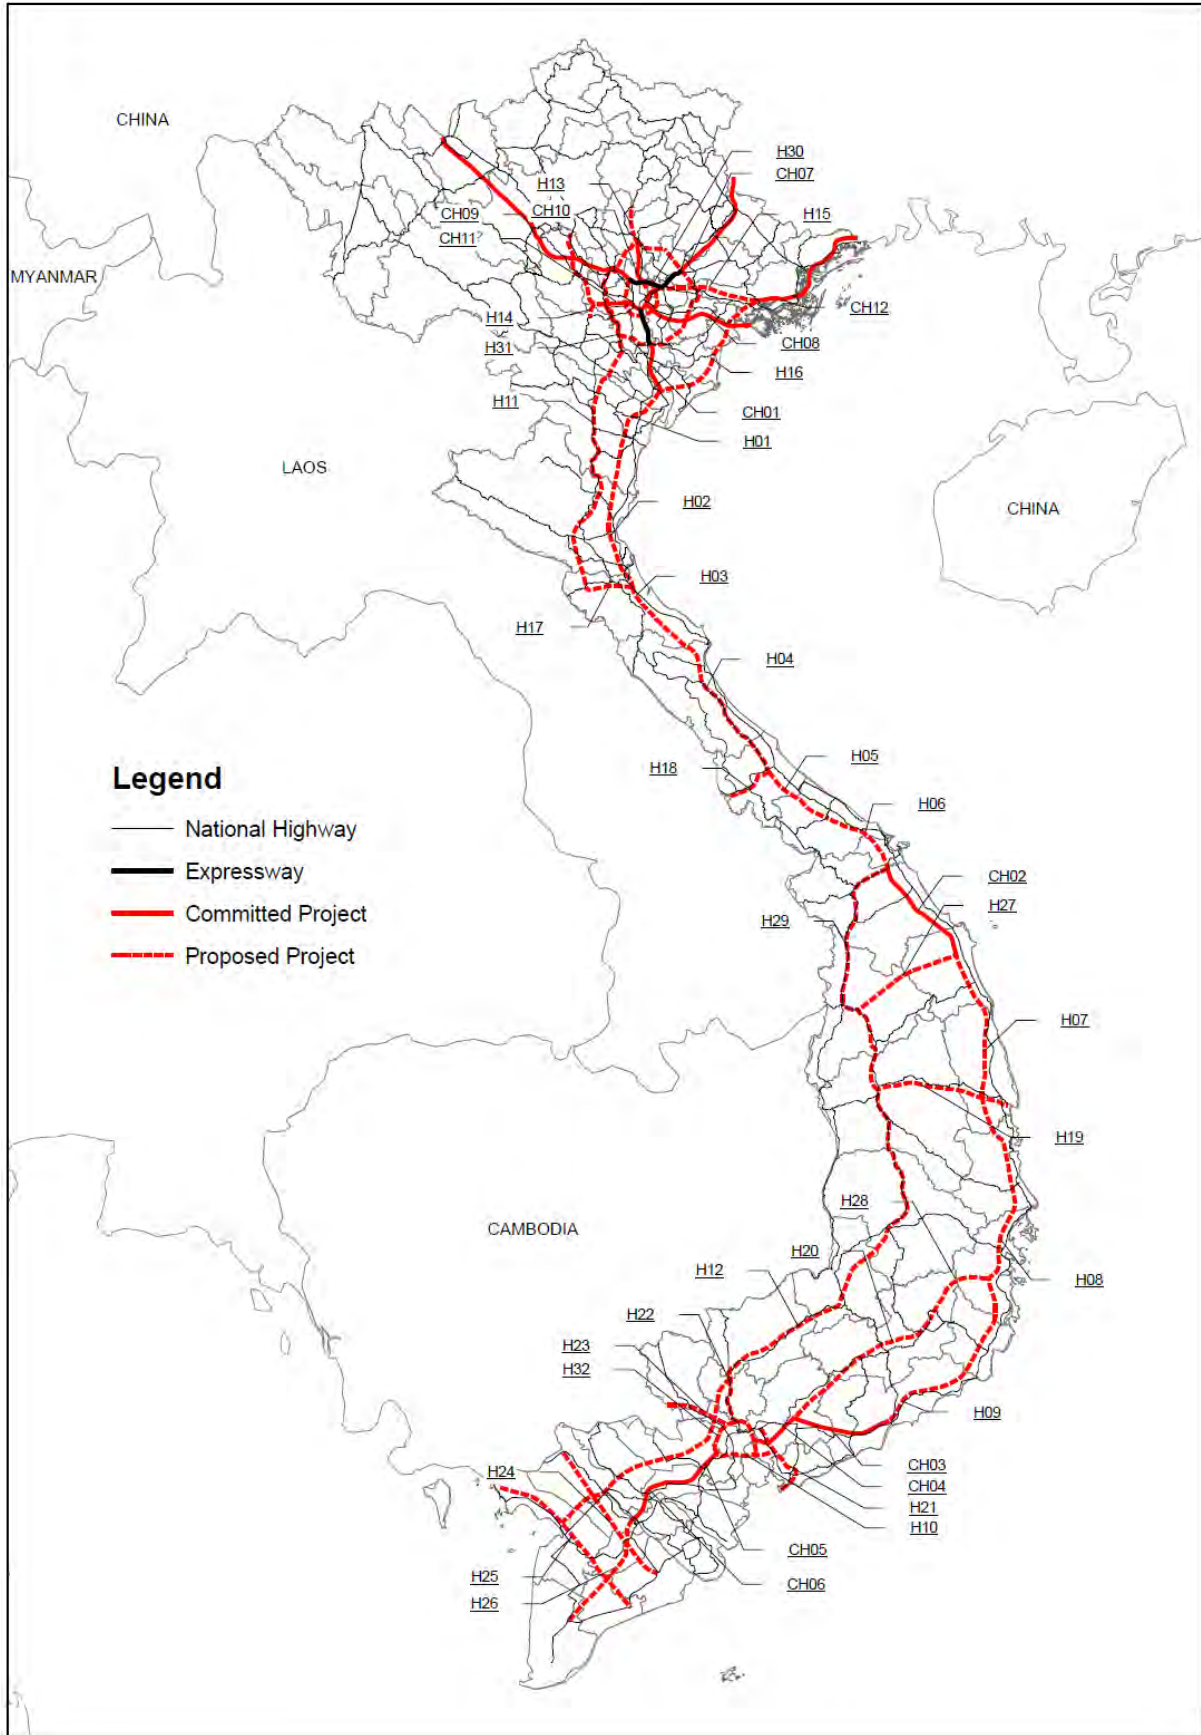 CHINA
H30
H13
CH07
CH09
CH10
H15
CH11
MYANMAR
CH12
H14
CH08
H31
H16
H11
CH01
H01
LAOS
H02
CHINA
H03
H17
H04
H05
H18
Legend
H06
National Highway
Expressway
CH02
H27
Committed Project
H29
Proposed Project
H07
H19
H28
CAMBODIA
H20
H12
H08
H22
H23
H32
H09
CH03
H24
CH04
H21
H10
CH05
H25
CH06
H26